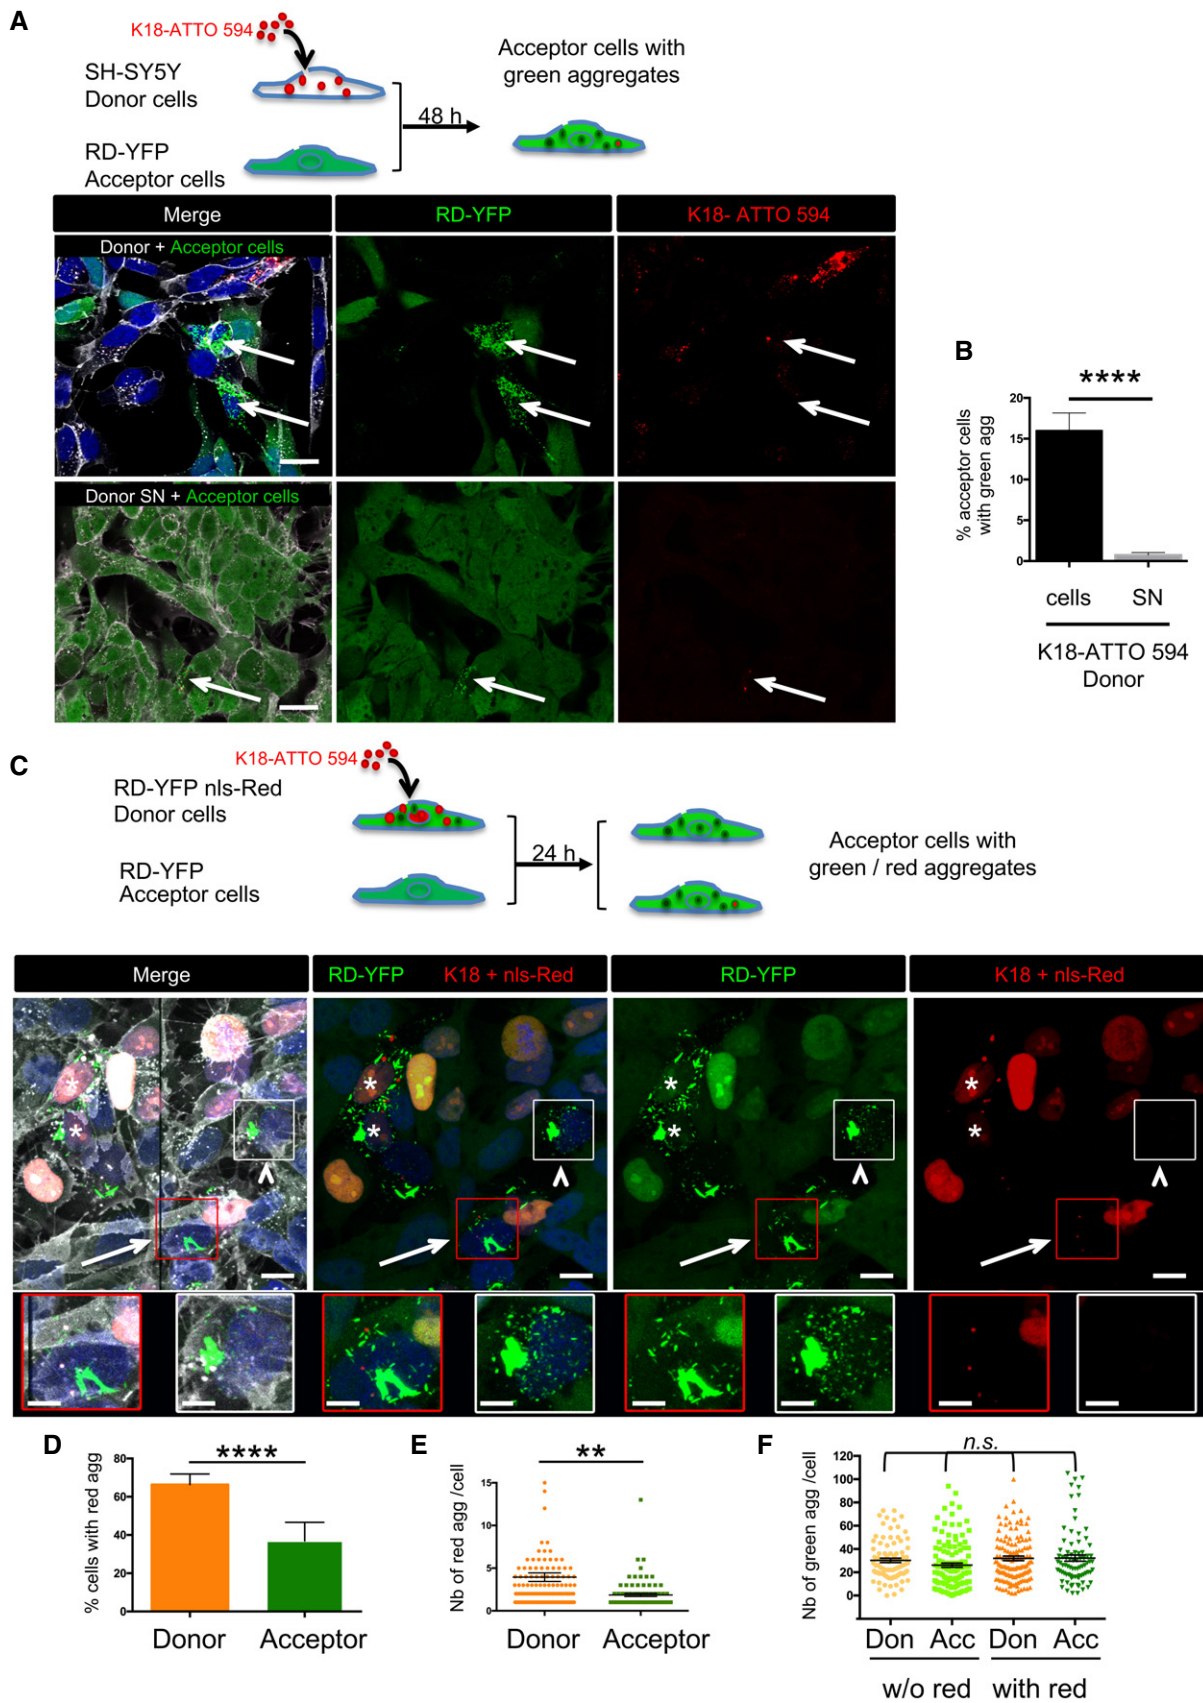 A
K18-ATTO 594
SH-SY5Y
Donor cells
RD-YFP
Acceptor cells
48 h
Acceptor cells with
green aggregates
Merge
RD-YFP
K18- ATTO 594
Donor + Acceptor cells
Donor SN + Acceptor cells
B
****
% acceptor cells
with green agg
20
15
10
5
0
cells
SN
K18-ATTO 594
Donor
C
K18-ATTO 594
RD-YFP nls-Red
Donor cells
RD-YFP
Acceptor cells
24 h
Acceptor cells with
green / red aggregates
Merge
RD-YFP
K18 + nls-Red
RD-YFP
K18 + nls-Red
*
*
*
*
*
*
*
*
D
****
% cells with red agg
80
60
40
20
0
Donor
Acceptor
E
**
Nb of red agg /cell
15
10
5
0
Donor
Acceptor
F
n.s.
Nb of green agg /cell
120
100
80
60
40
20
0
Don
Acc
Don
Acc
w/o red
with red